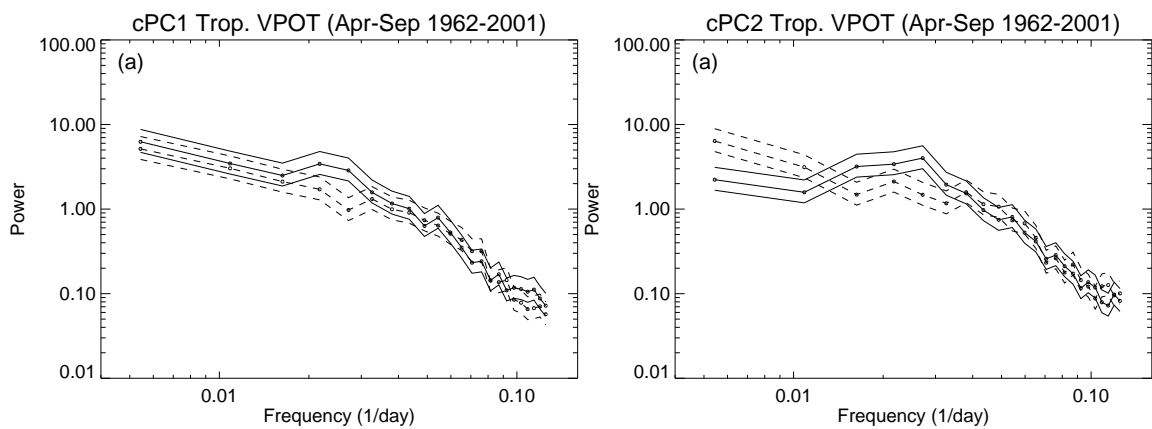 cPC1 Trop. VPOT (Apr-Sep 1962-2001)
(a)
100.00
10.00
1.00
0.10
0.01
Power
0.01
0.10
Frequency (1/day)
cPC2 Trop. VPOT (Apr-Sep 1962-2001)
(a)
100.00
10.00
1.00
0.10
0.01
Power
0.01
0.10
Frequency (1/day)